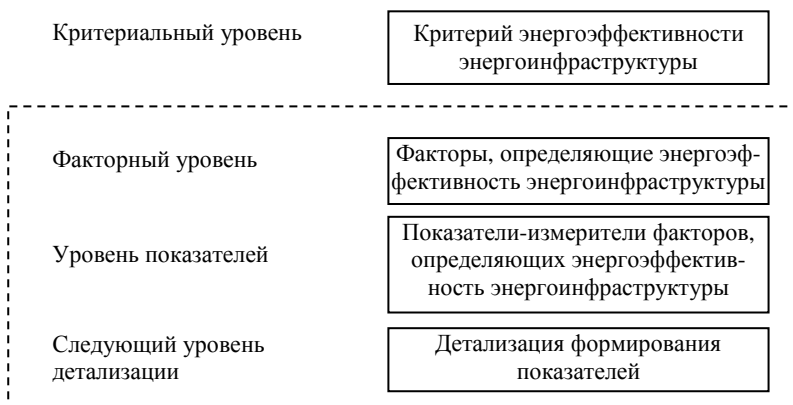 Критериальный уровень
Критерий энергоэффективности
энергоинфраструктуры
Факторный уровень
Факторы, определяющие энергоэф-
фективность энергоинфраструктуры
Уровень показателей
Показатели-измерители факторов,
определяющих энергоэффектив-
ность энергоинфраструктуры
Следующий уровень
детализации
Детализация формирования
показателей